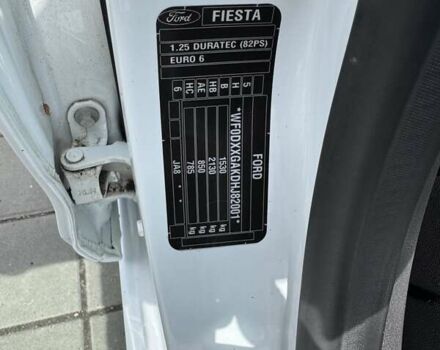 Ford FIESTA
1.25 DURATEC (82PS)
EURO 6
FORD
*WF0DXXGAKDHJ82001*
1530 kg
2130 kg
850 kg
785 kg
JA8
5 H B HB AE HC 6